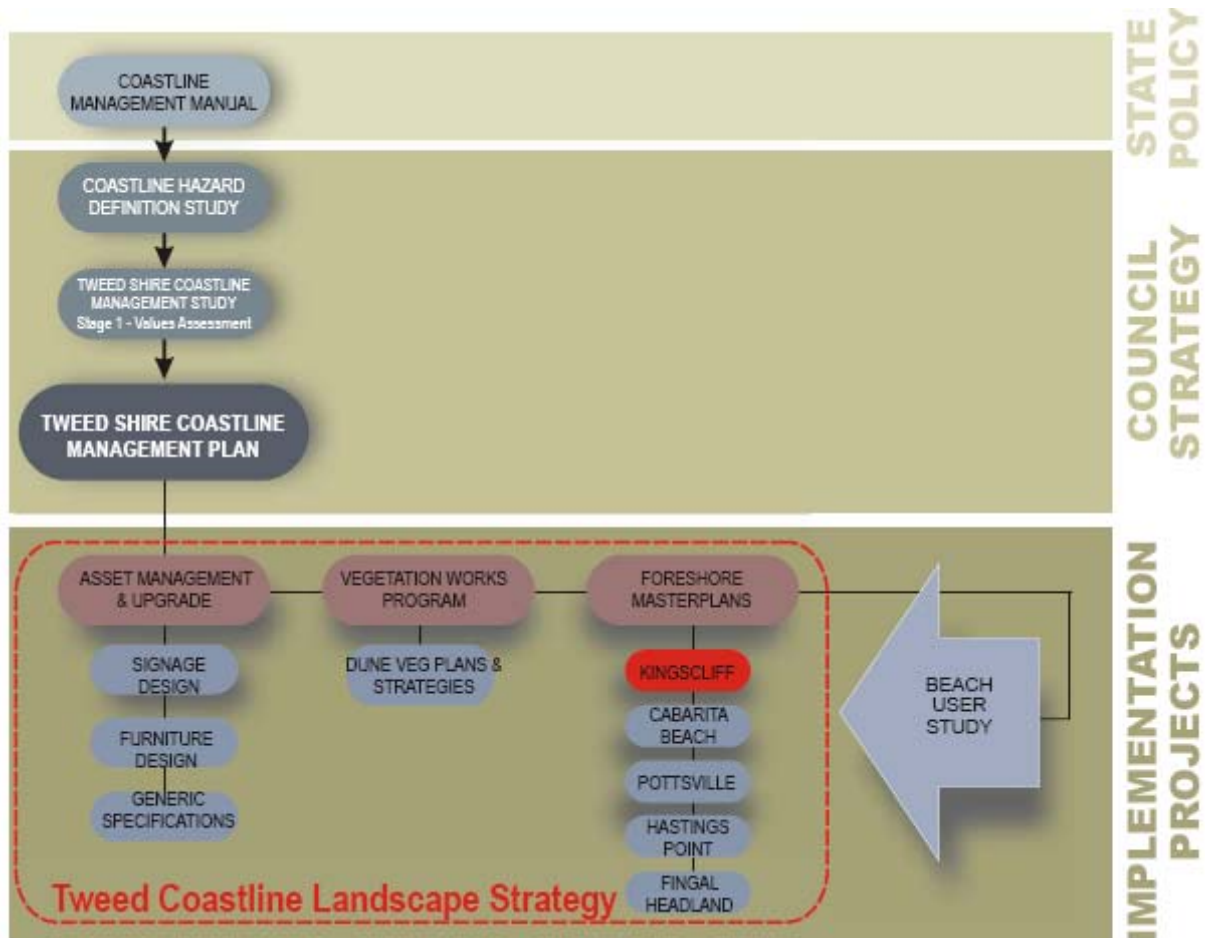 COASTLINE
MANAGEMENT MANUAL
STATE
POLICY
COASTLINE HAZARD
DEFINITION STUDY
TWEED SHIRE COASTLINE
MANAGEMENT STUDY
Stage 1 - Values Assessment
TWEED SHIRE COASTLINE
MANAGEMENT PLAN
COUNCIL
STRATEGY
ASSET MANAGEMENT
& UPGRADE
SIGNAGE
DESIGN
FURNITURE
DESIGN
GENERIC
SPECIFICATIONS
VEGETATION WORKS
PROGRAM
DUNE VEG PLANS &
STRATEGIES
FORESHORE
MASTERPLANS
KINGSCLIFF
CABARITA
BEACH
POTTSVILLE
HASTINGS
POINT
FINGAL
HEADLAND
BEACH
USER
STUDY
Tweed Coastline Landscape Strategy
IMPLEMENTATION
PROJECTS